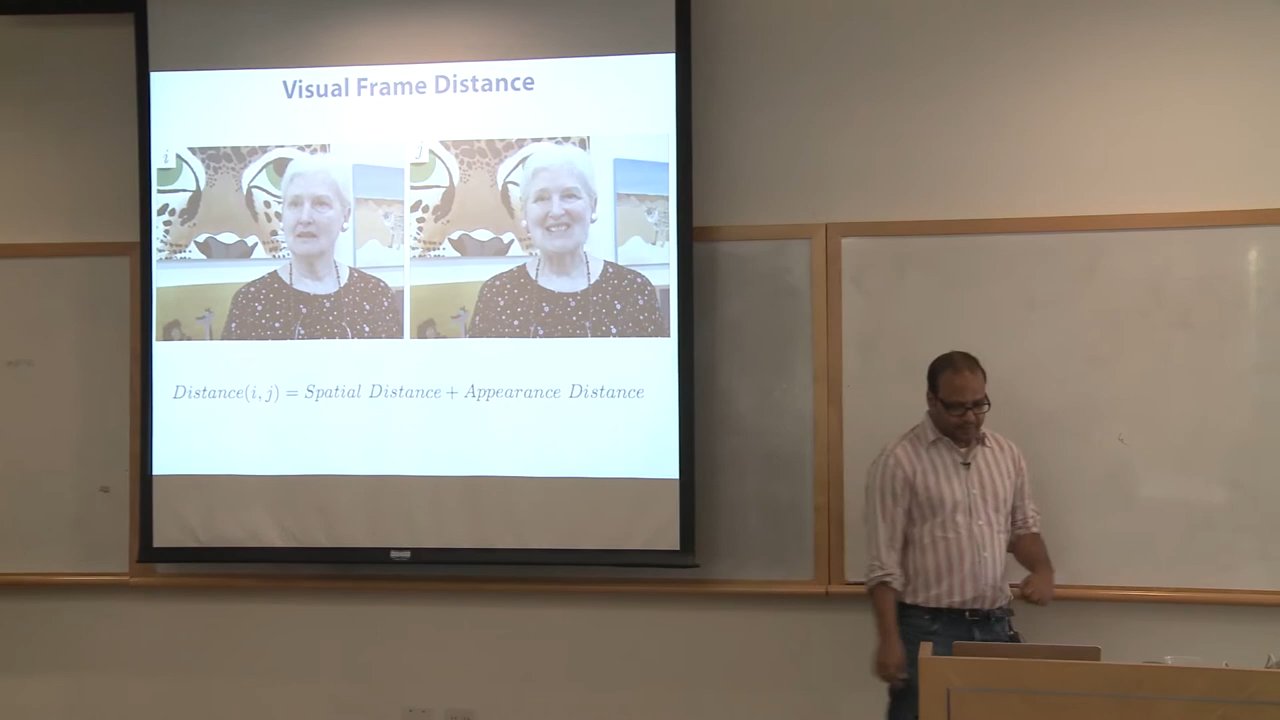 Visual Frame Distance
i
j
Distance(i, j) = Spatial Distance + Appearance Distance